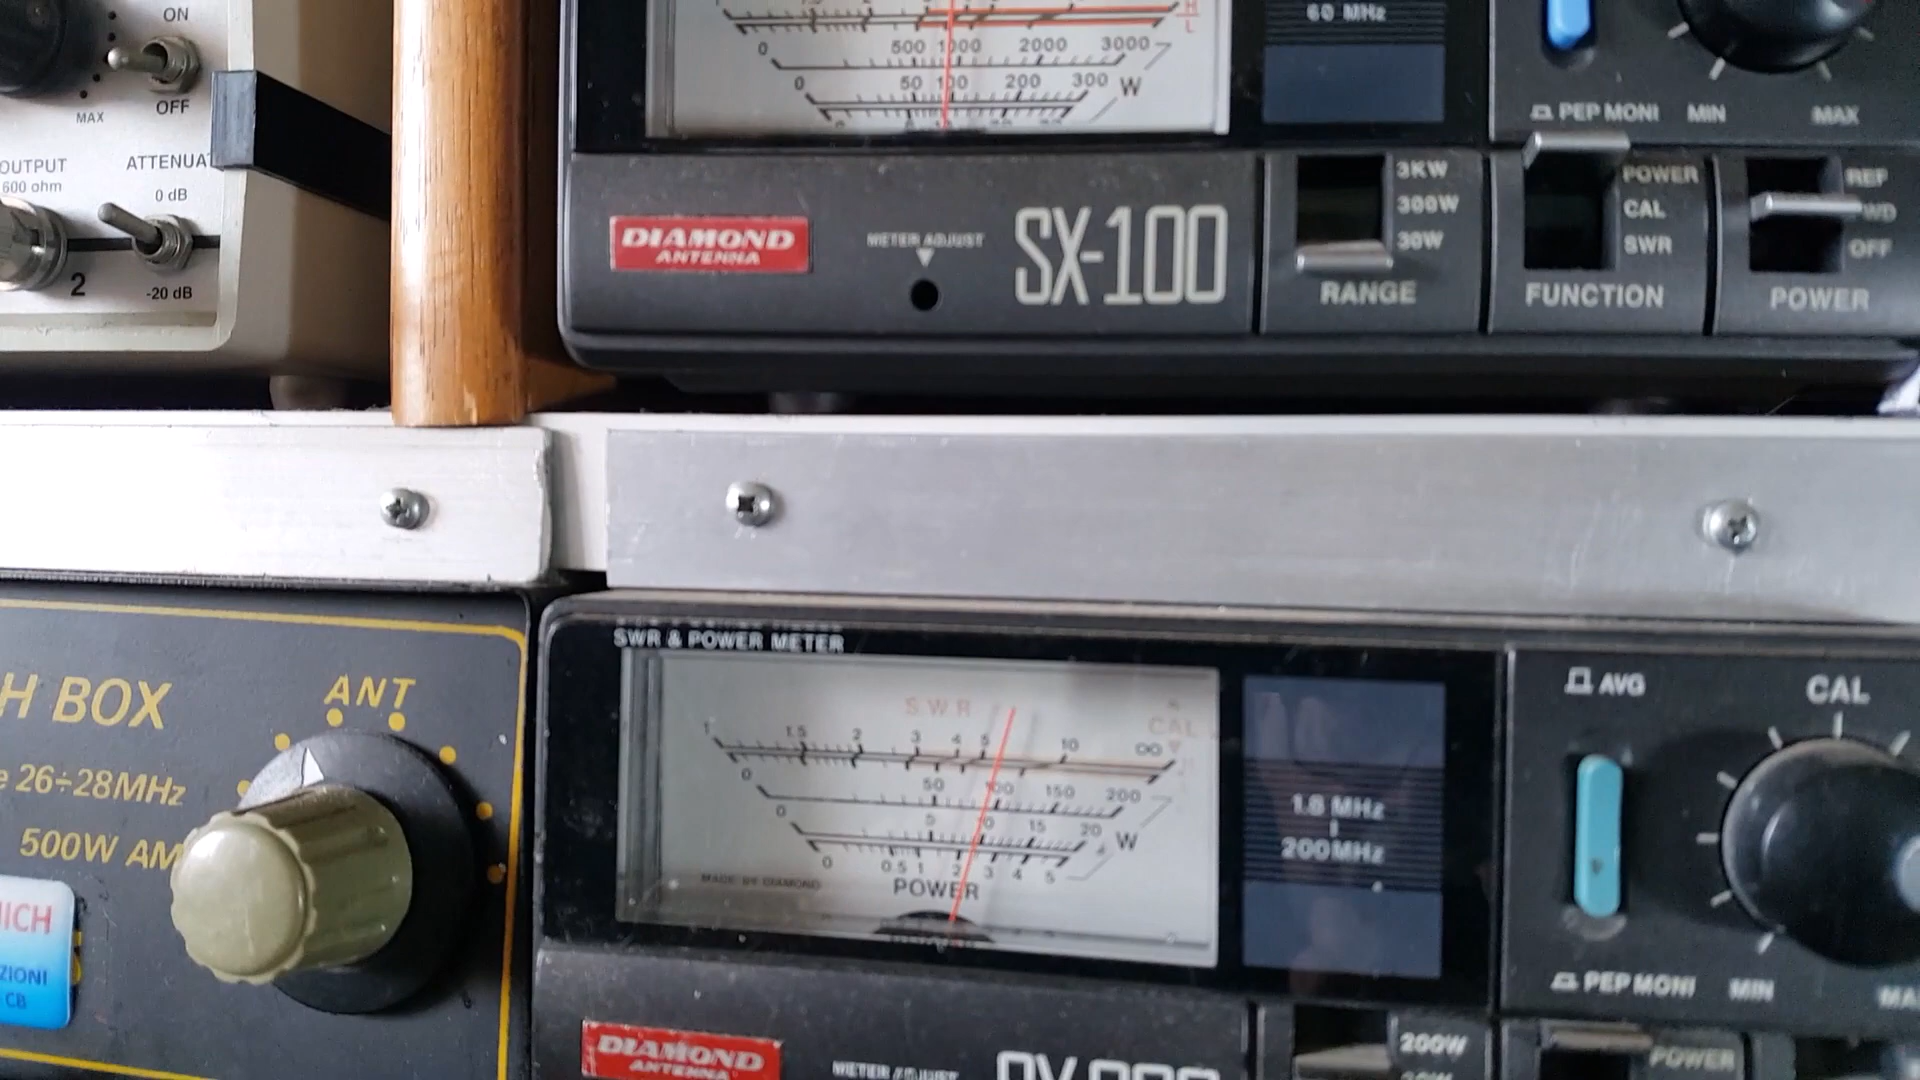 ON
OFF
MAX
OUTPUT
600 ohm
0 dB
-20 dB
2
0 500 1000 2000 3000
0 50 100 200 300
W
60 MHz
PEP MONI MIN MAX
DIAMOND
ANTENNA
METER ADJUST
SX-100
3KW
300W
30W
RANGE
POWER
CAL
SWR
FUNCTION
REF
OFF
POWER
BOX
ANT
26÷28MHz
500W AM
CB
SWR & POWER METER
SWR
CAL
1 1.5 2 3 4 5 10 ∞
0 50 100 150 200
0 5 10 15 20
W
0 0.5 1 2 3 4 5
MADE BY DIAMOND
POWER
1.8 MHz
200MHz
AVG
CAL
PEP MONI MIN
DIAMOND
ANTENNA
METER ADJUST
200W
POWER